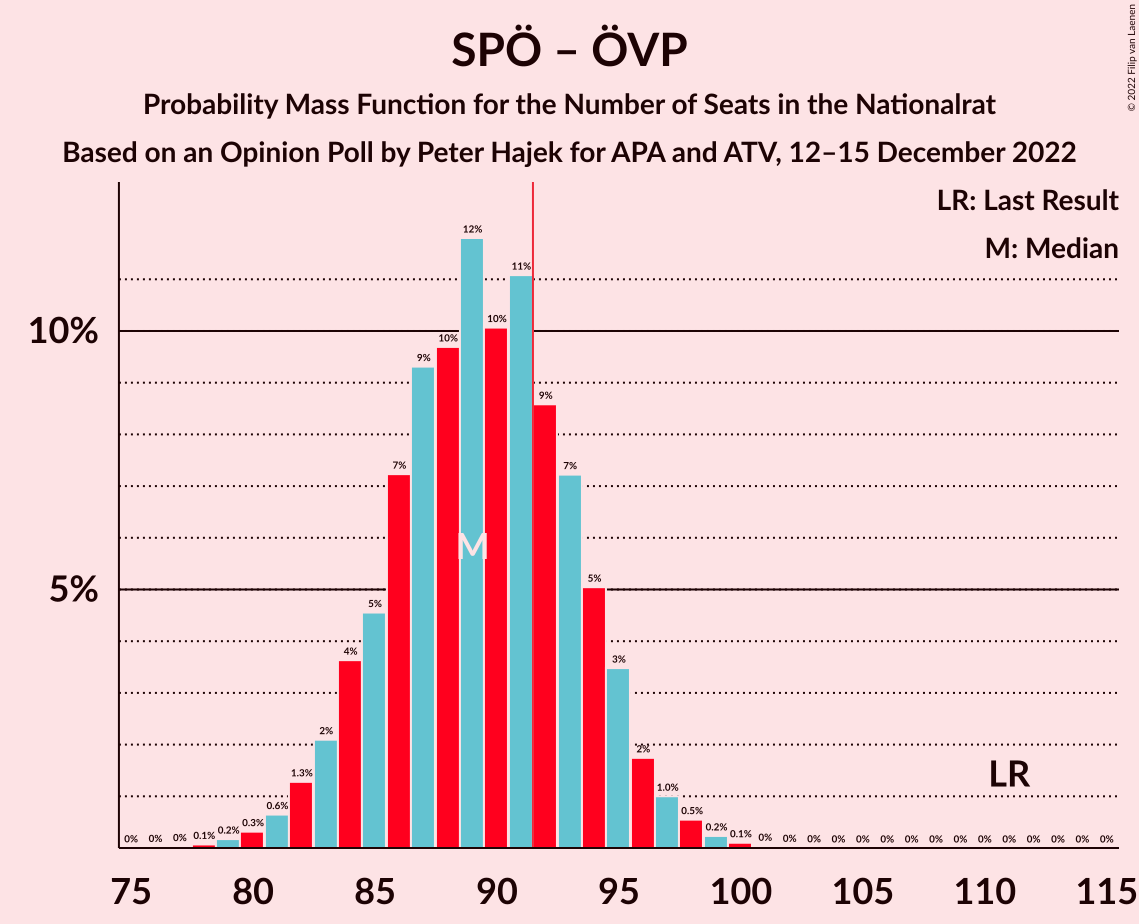 SPÖ – ÖVP
Probability Mass Function for the Number of Seats in the Nationalrat
Based on an Opinion Poll by Peter Hajek for APA and ATV, 12–15 December 2022
© 2022 Filip van Laenen
LR: Last Result
M: Median
10%
5%
0% 0% 0% 0.1% 0.2% 0.3% 0.6% 1.3% 2% 4% 5% 7% 9% 10% 12% 10% 11% 9% 7% 5% 3% 2% 1.0% 0.5% 0.2% 0.1% 0% 0% 0% 0% 0% 0% 0% 0% 0% 0% 0% 0% 0% 0% 0%
M
LR
75 80 85 90 95 100 105 110 115